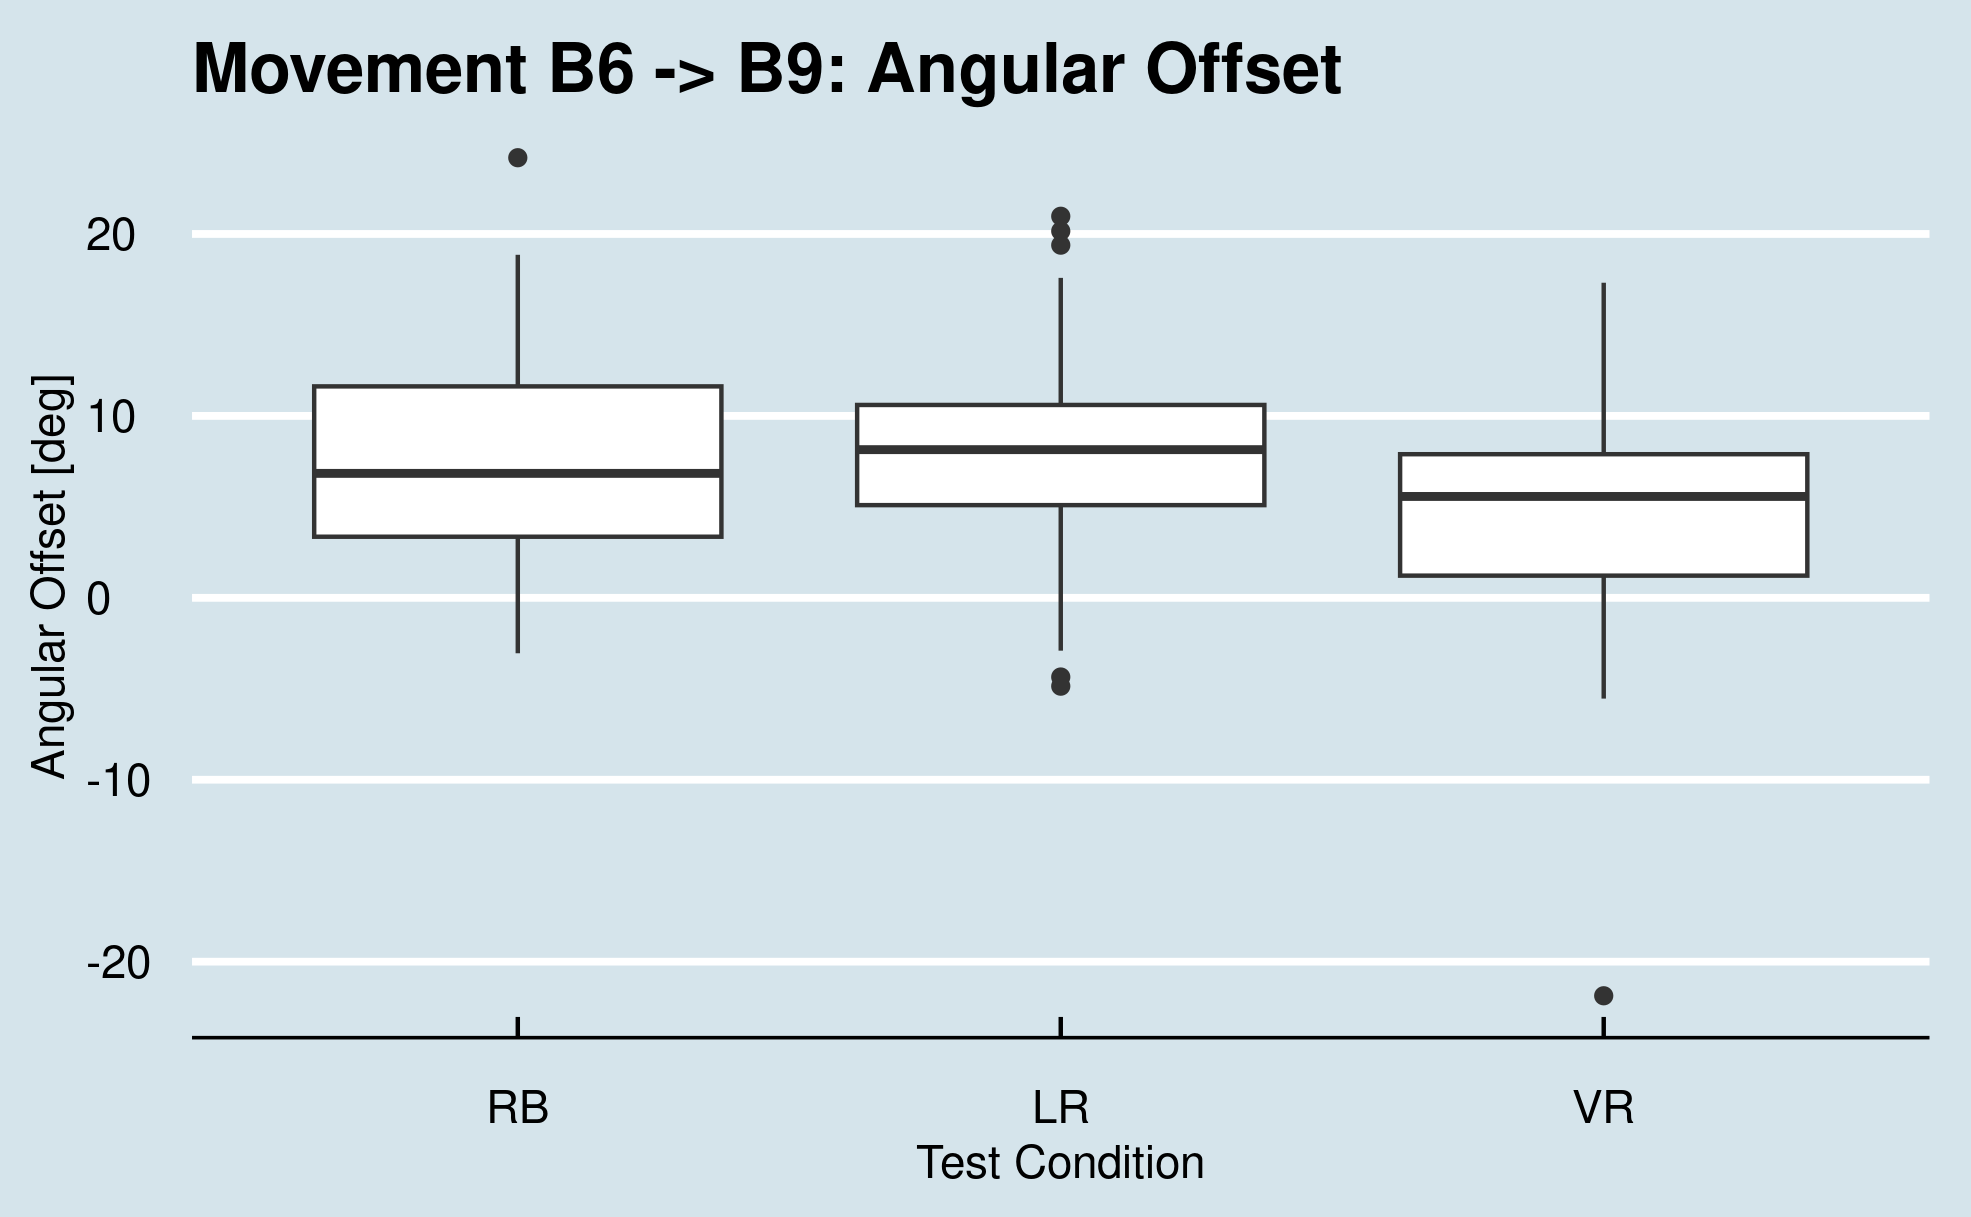 Movement B6 -> B9: Angular Offset
Angular Offset [deg]
20
10
0
-10
-20
RB
LR
VR
Test Condition